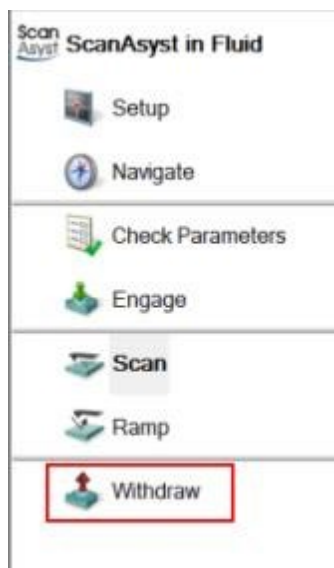 Scan Asyst ScanAsyst in Fluid
Setup
Navigate
Check Parameters
Engage
Scan
Ramp
Withdraw